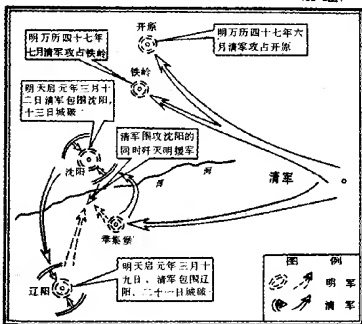 明万历四十七年
七月清军攻占铁岭
开原
明万历四十七年六
月清军攻占开原
铁岭
明天启元年三月十
二日清军包围沈阳,
十三日城破
清军围攻沈阳的
同时歼灭明援军
沈阳
河
清军
奉集堡
明天启元年三月十
九日、清军包围辽
阳、二十一日城破
辽阳
图 例
明 军
清 军